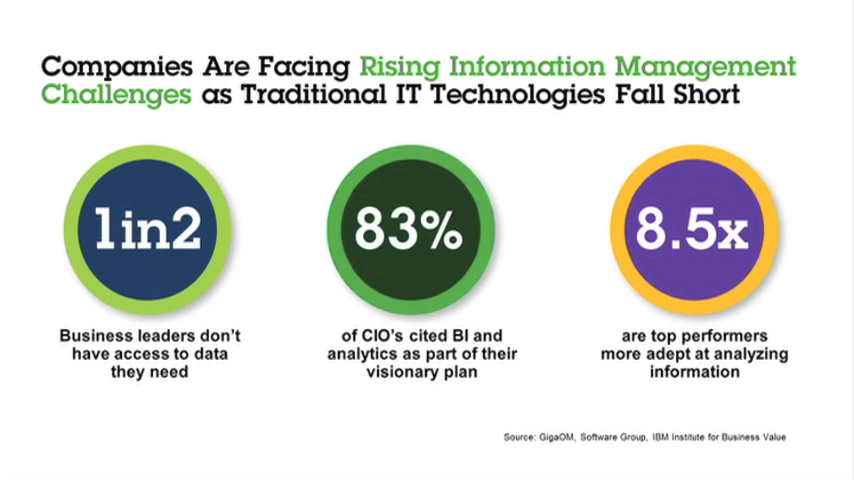 Companies Are Facing Rising Information Management
Challenges as Traditional IT Technologies Fall Short
1in2
83%
8.5x
Business leaders don't
have access to data
they need
of CIO's cited BI and
analytics as part of their
visionary plan
are top performers
more adept at analyzing
information
Source: GigaOM, Software Group, IBM Institute for Business Value